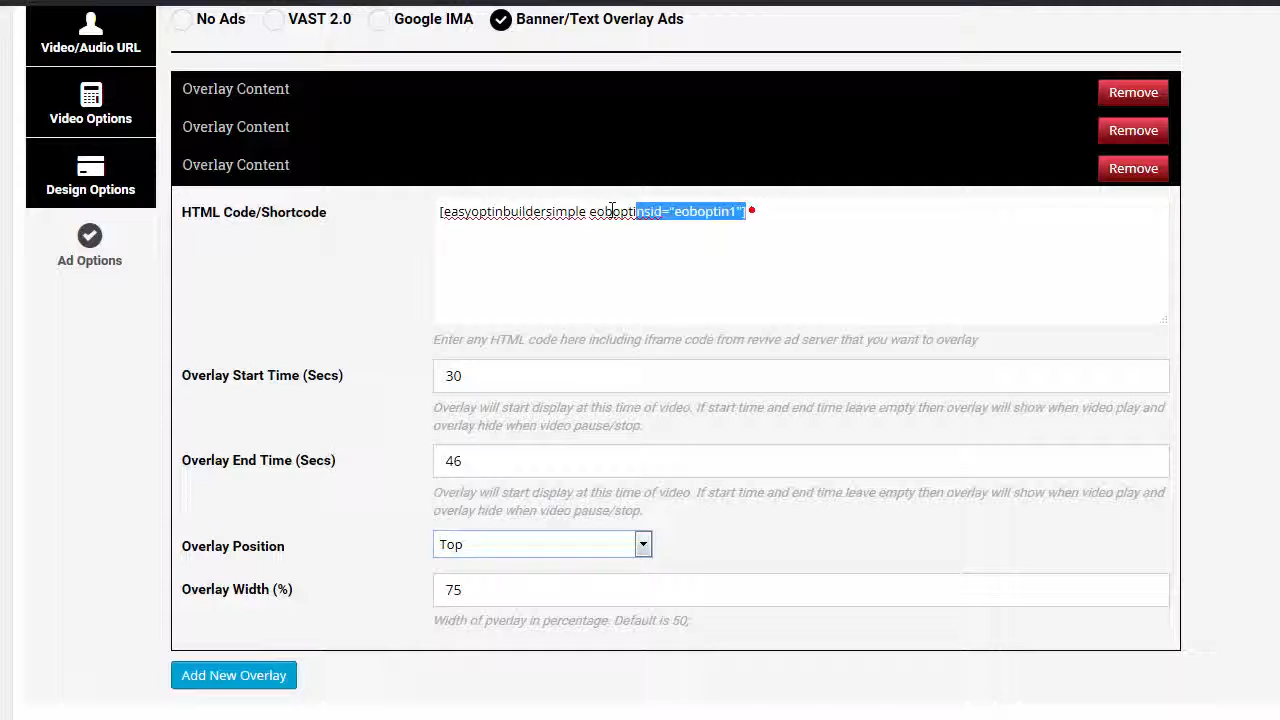 No Ads
VAST 2.0
Google IMA
Banner/Text Overlay Ads
Video/Audio URL
Video Options
Design Options
Ad Options
Overlay Content
Remove
Overlay Content
Remove
Overlay Content
Remove
HTML Code/Shortcode
[easyoptinbuildersimple eoboptinsid="eoboptin1"]
Enter any HTML code here including iframe code from revive ad server that you want to overlay
Overlay Start Time (Secs)
30
Overlay will start display at this time of video. If start time and end time leave empty then overlay will show when video play and
overlay hide when video pause/stop.
Overlay End Time (Secs)
46
Overlay will start display at this time of video. If start time and end time leave empty then overlay will show when video play and
overlay hide when video pause/stop.
Overlay Position
Top
Overlay Width (%)
75
Width of pverlay in percentage. Default is 50;
Add New Overlay